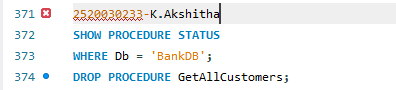 371 2520030233-K.Akshitha
372 SHOW PROCEDURE STATUS
373 WHERE Db = 'BankDB';
374 DROP PROCEDURE GetAllCustomers;